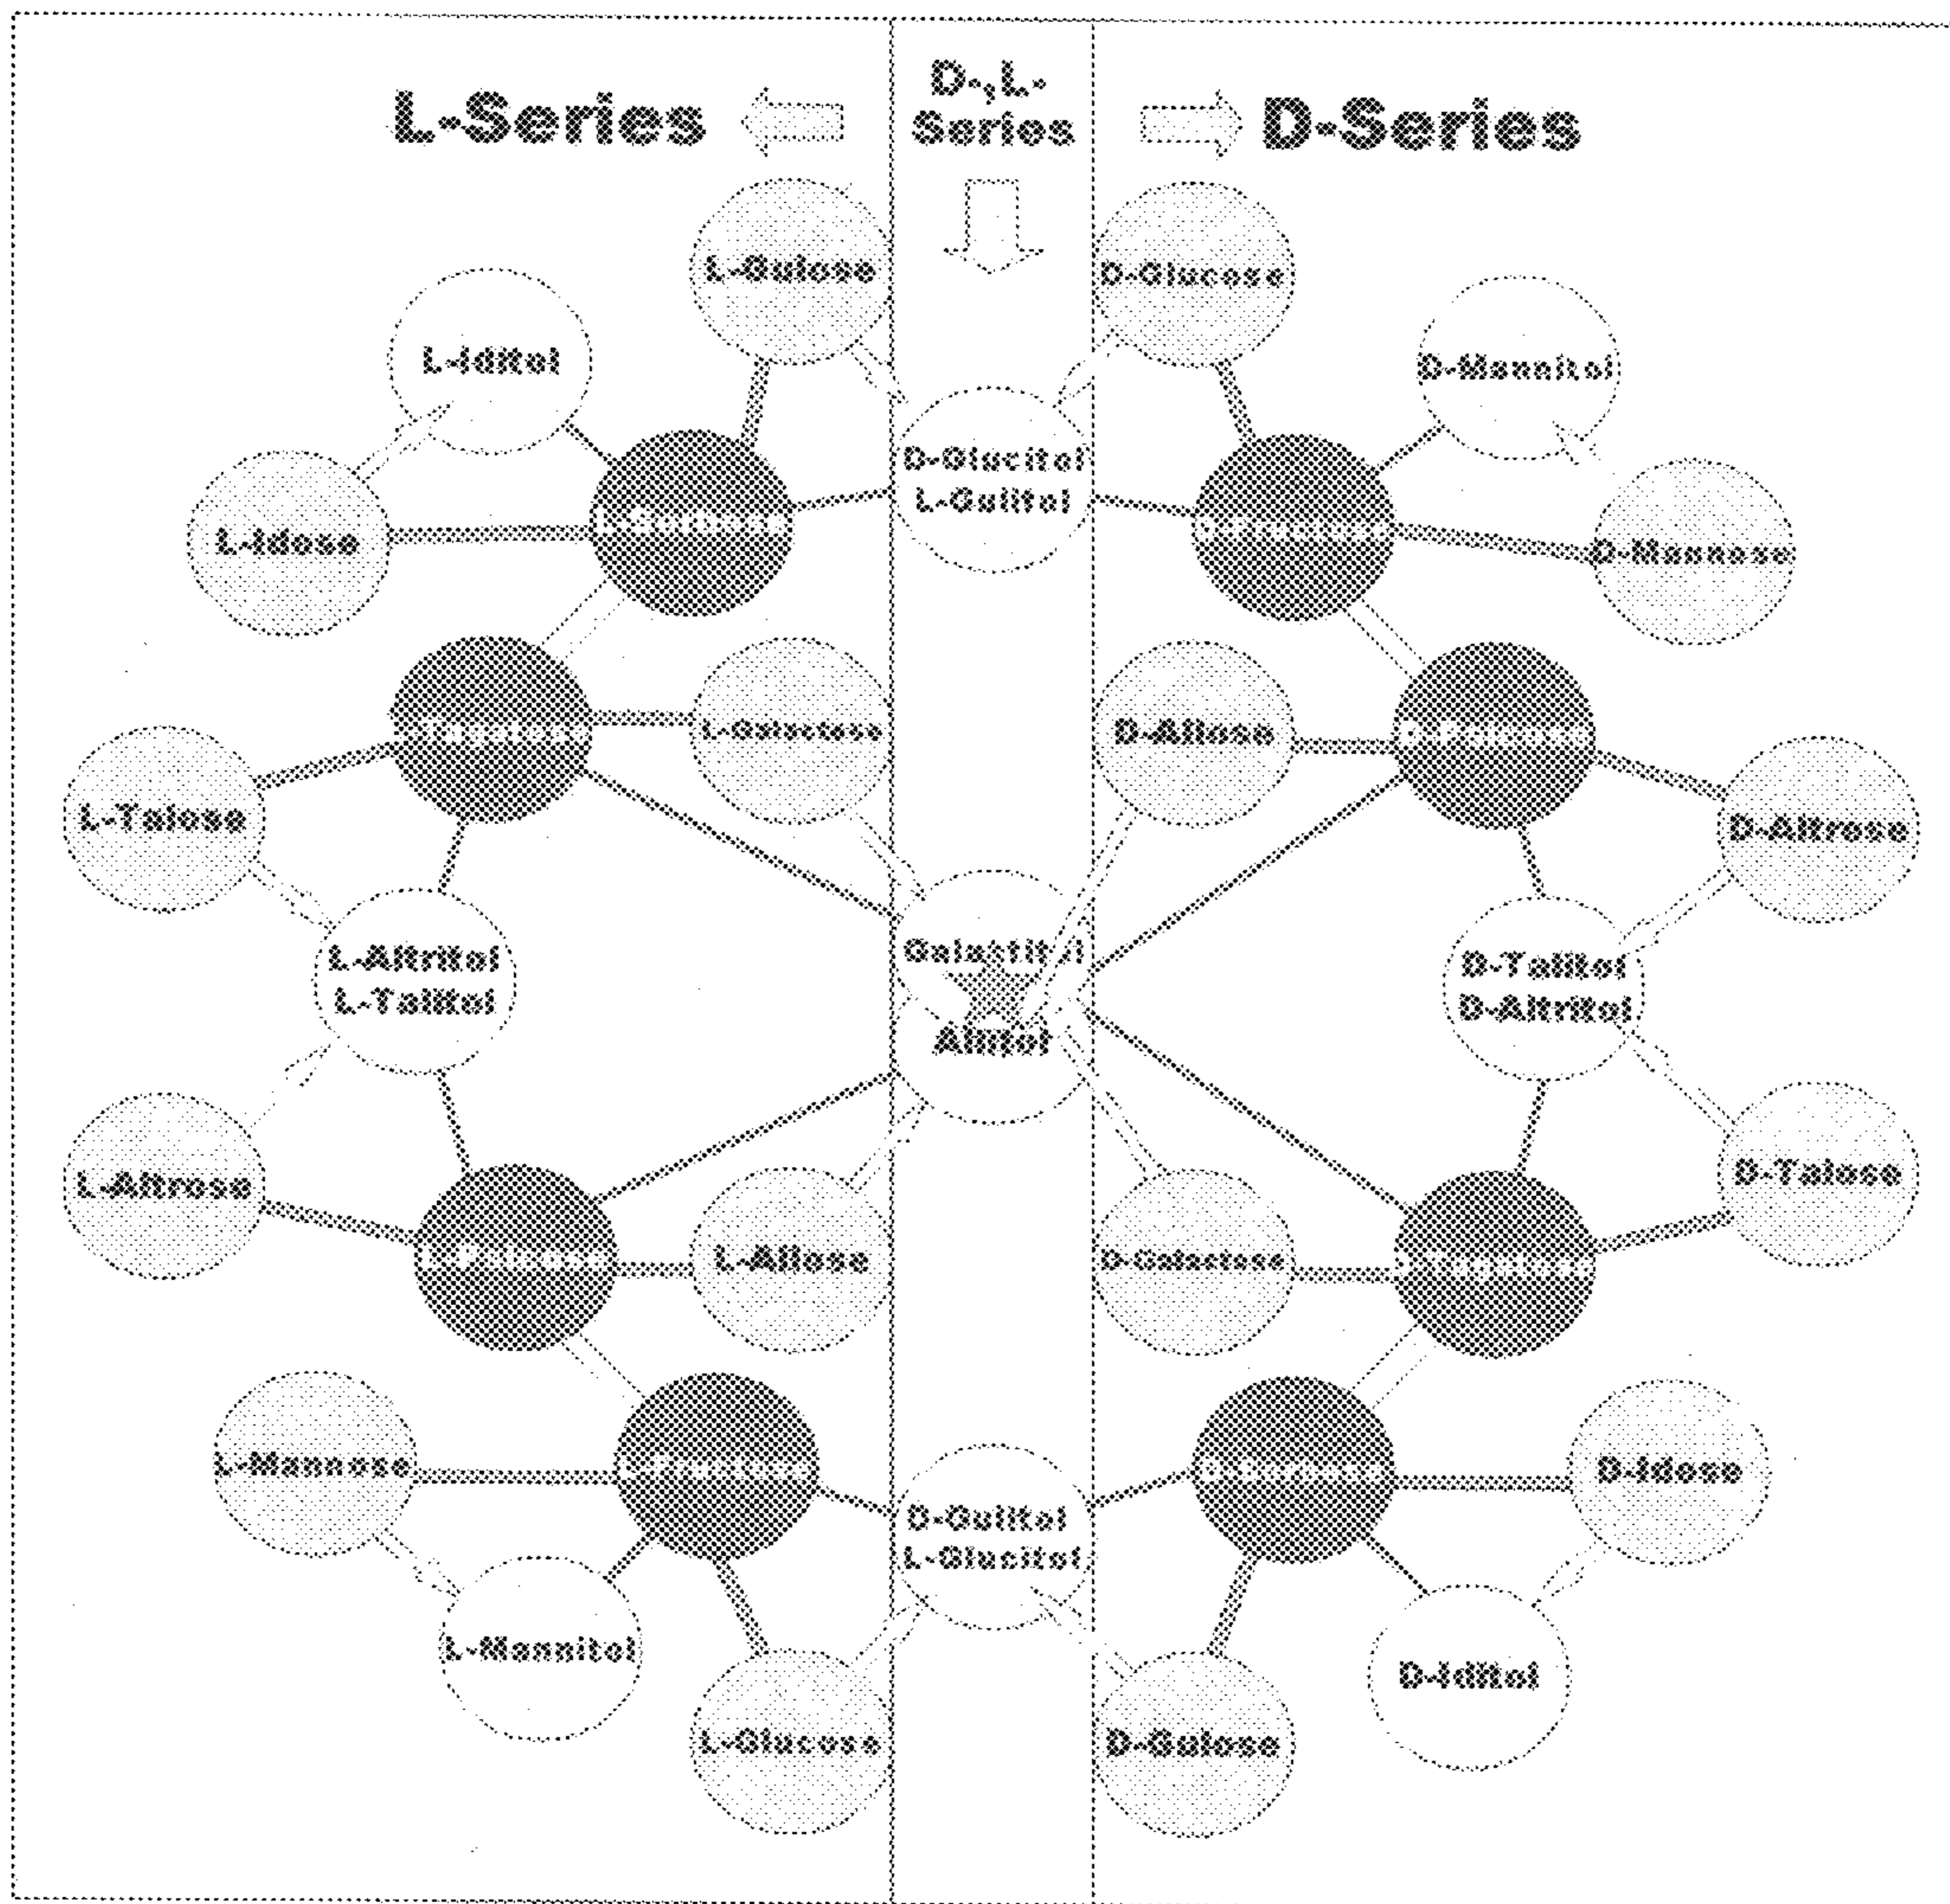 D-,L-
Series
L-Series
D-Series
L-Gulose
D-Glucose
L-Iditol
D-Mannitol
D-Glucitol
L-Gulitol
L-Idose
D-Mannose
L-Galactose
D-Allose
L-Talose
D-Altrose
Galactitol
L-Altritol
L-Talitol
D-Talitol
D-Altritol
Allitol
L-Altrose
D-Talose
L-Allose
D-Galactose
L-Mannose
D-Idose
D-Gulitol
L-Glucitol
L-Mannitol
D-Iditol
L-Glucose
D-Gulose